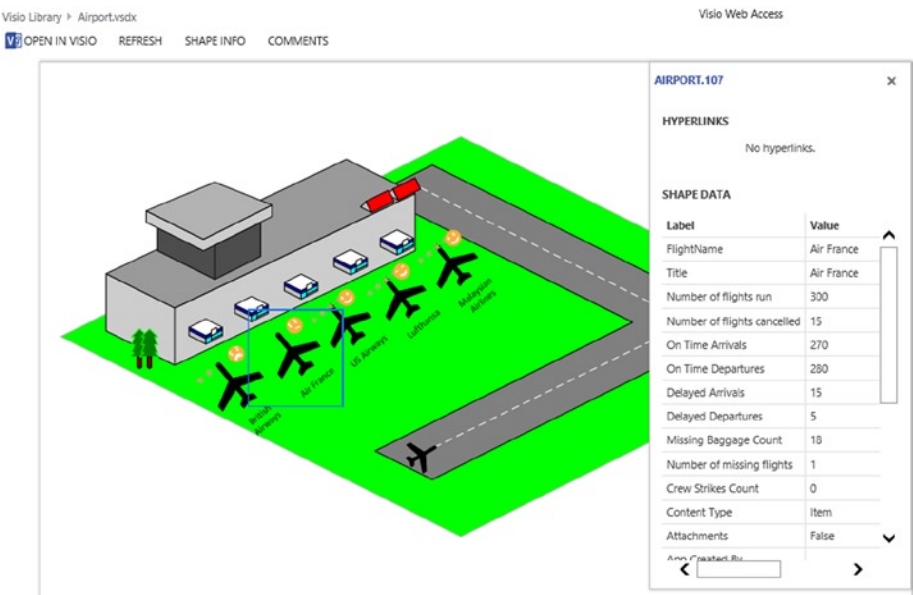 Visio Library ▸ Airport.vsdx
Visio Web Access
OPEN IN VISIO REFRESH SHAPE INFO COMMENTS
AIRPORT.107
HYPERLINKS
No hyperlinks.
SHAPE DATA
Label Value
FlightName Air France
Title Air France
Number of flights run 300
Number of flights cancelled 15
On Time Arrivals 270
On Time Departures 280
Delayed Arrivals 15
Delayed Departures 5
Missing Baggage Count 18
Number of missing flights 1
Crew Strikes Count 0
Content Type Item
Attachments False
App Created By
British
Airways
Air France
US Airways
Lufthunsa
Malaysian
Airlines